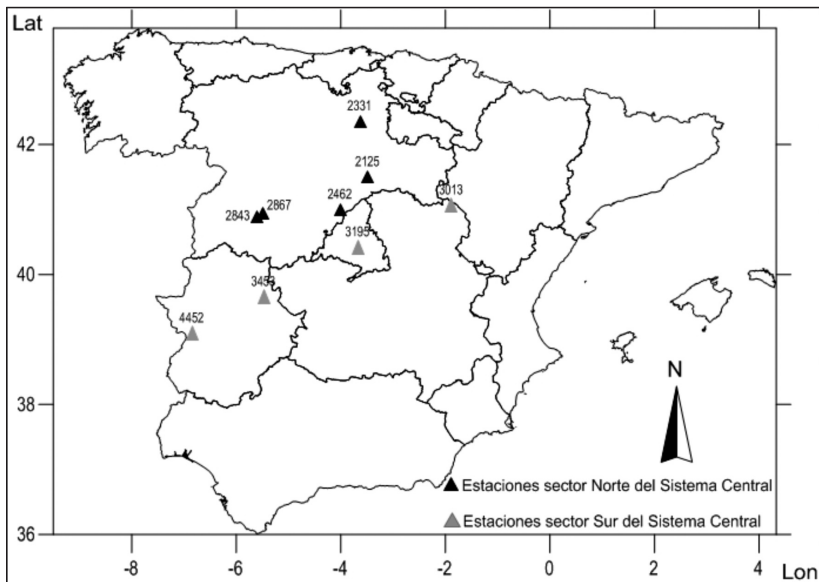 Lat
2331
42
2125
2462
3013
2843
2867
3195
40
3453
4452
N
38
Estaciones sector Norte del Sistema Central
Estaciones sector Sur del Sistema Central
36
-8 -6 -4 -2 0 2 4 Lon